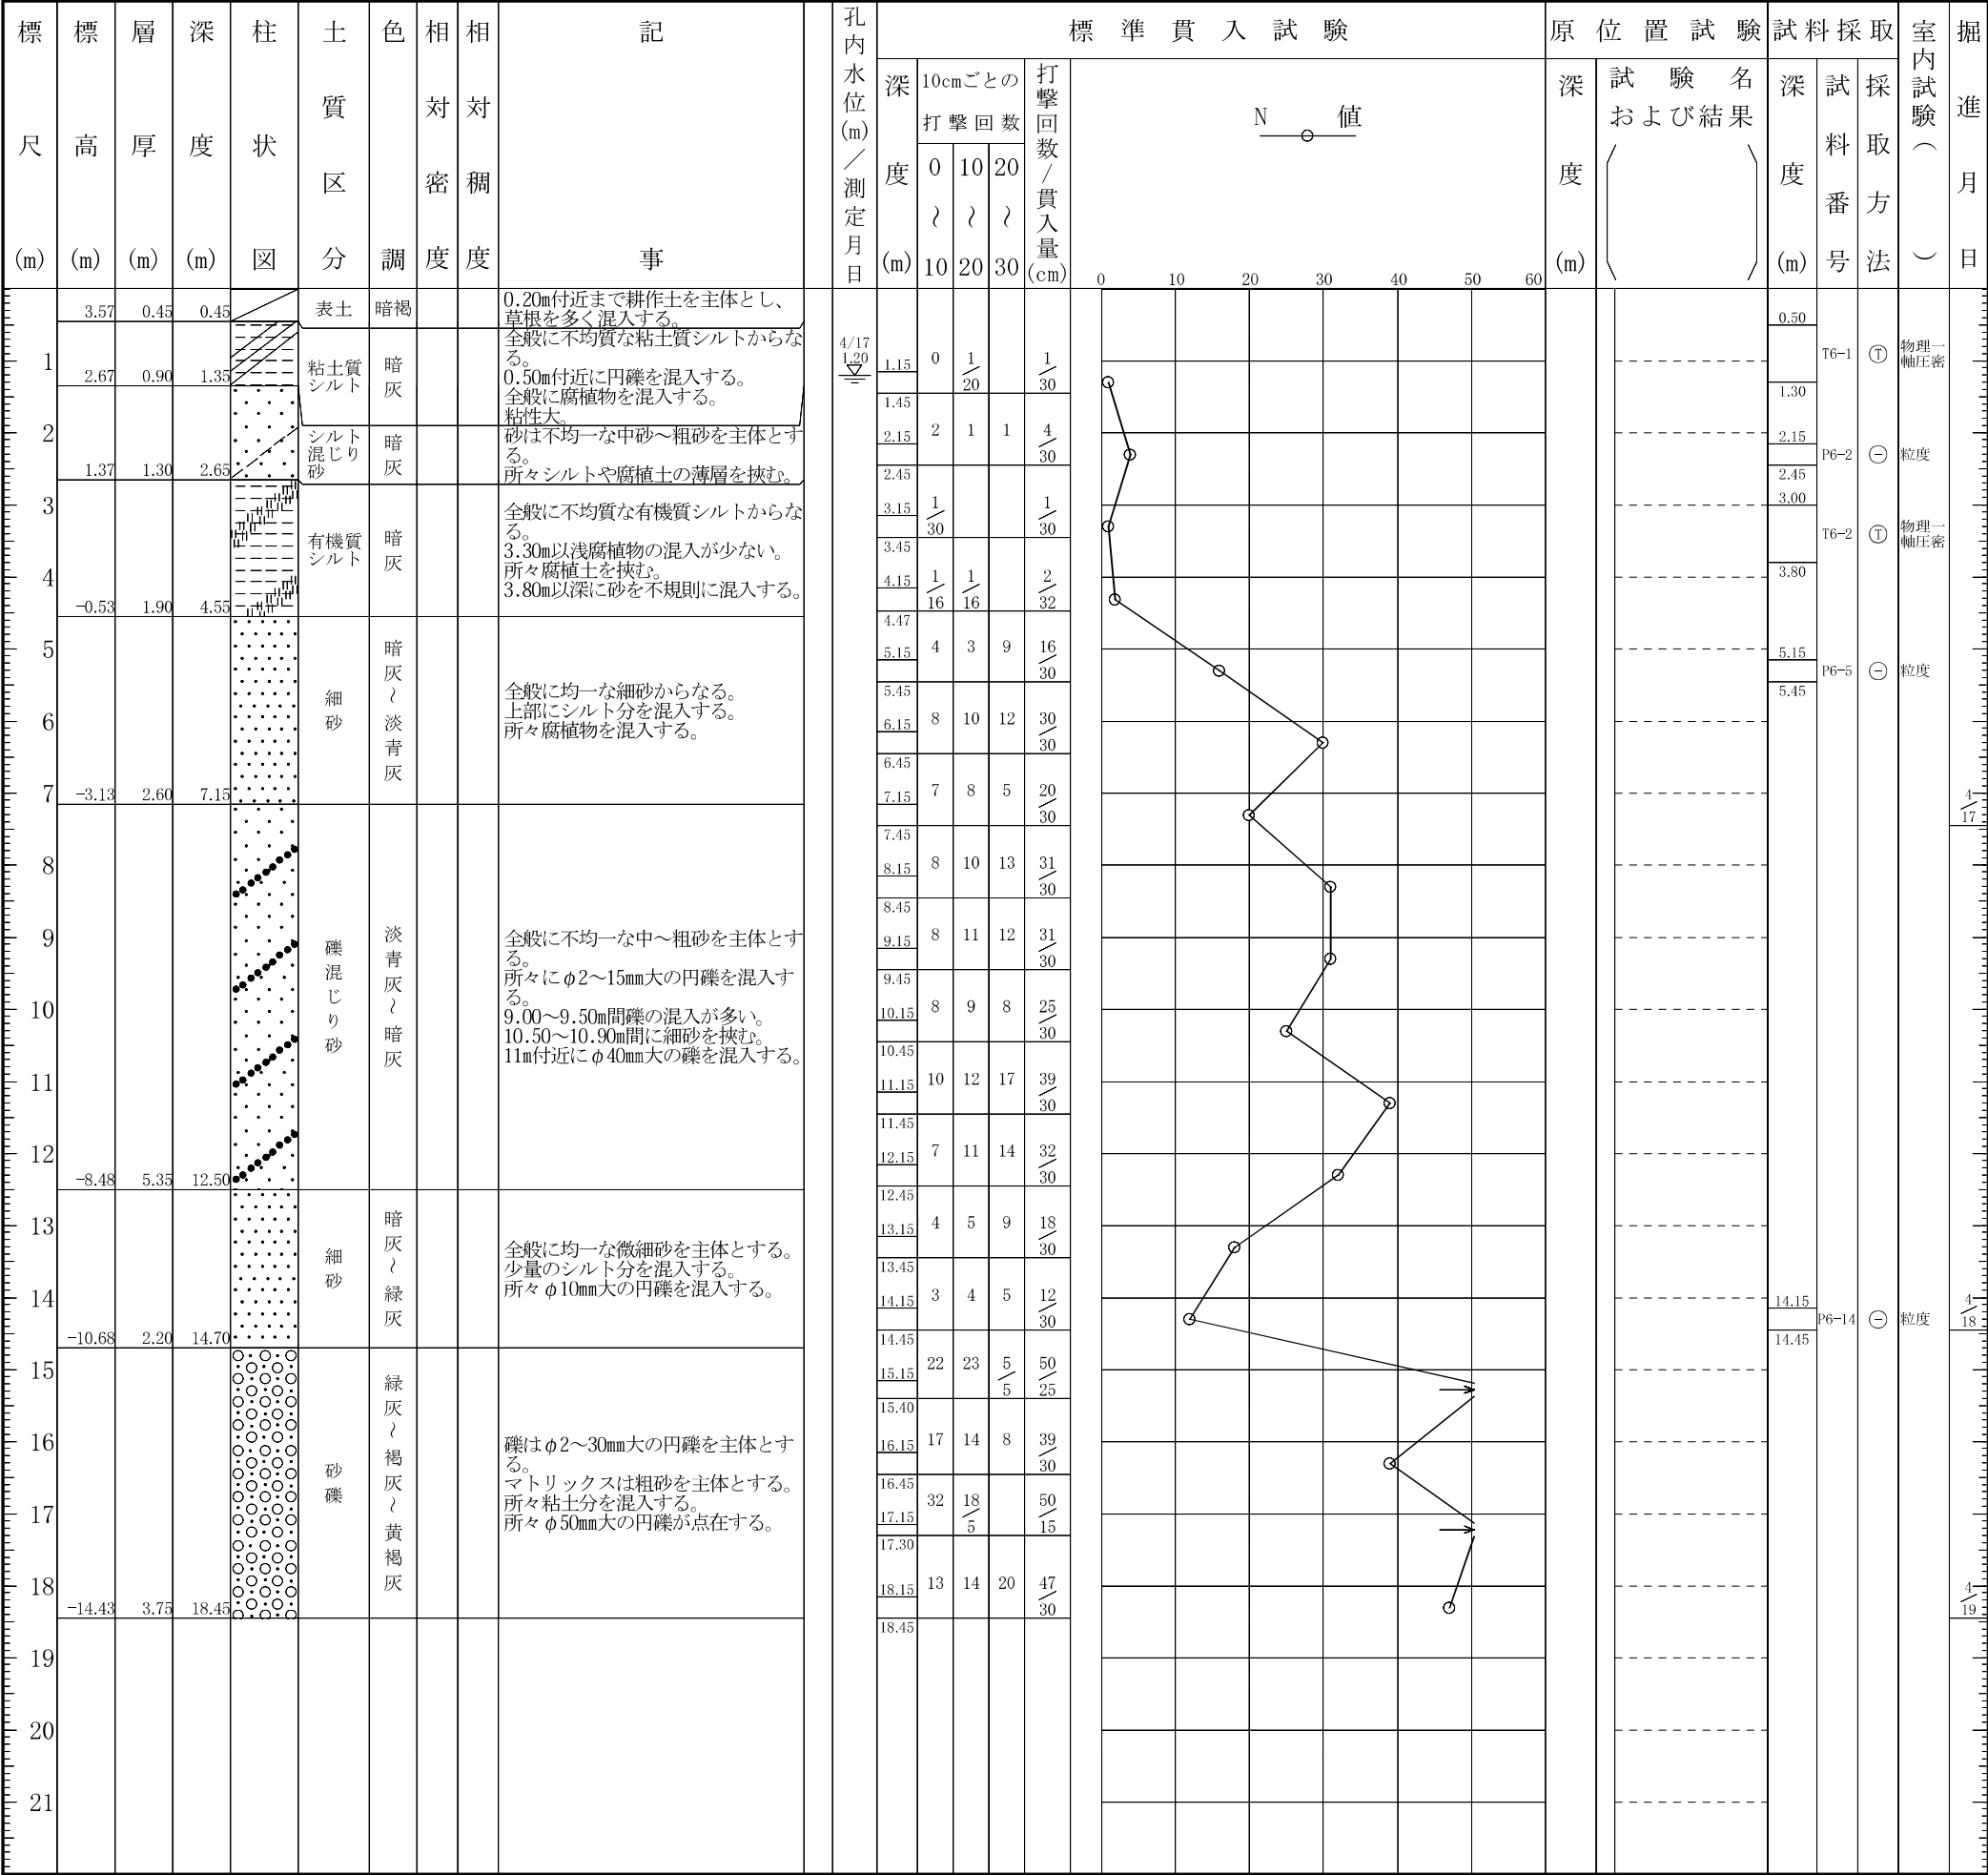 標尺(m)
標高(m)
層厚(m)
深度(m)
柱状図
土質区分
色調
相対密度
相対稠度
記事
孔内水位(m)／測定月日
標準貫入試験
深度(m)
10cmごとの
打撃回数
0～10
10～20
20～30
打撃回数/貫入量(cm)
N 値
0 10 20 30 40 50 60
原位置試験
深度(m)
試験名
および結果
試料採取
深度(m)
試料番号
採取方法
室内試験（ ）
掘進月日
3.57 0.45 0.45 表土 暗褐
0.20m付近まで耕作土を主体とし、
草根を多く混入する。
1
2.67 0.90 1.35 粘土質
シルト
暗灰
全般に不均質な粘土質シルトからな
る。
0.50m付近に円礫を混入する。
全般に腐植物を混入する。
粘性大。
2
1.37 1.30 2.65 シルト
混じり
砂
暗灰
砂は不均一な中砂～粗砂を主体とす
る。
所々シルトや腐植土の薄層を挾む。
3
4
-0.53 1.90 4.55 有機質
シルト
暗灰
全般に不均質な有機質シルトからな
る。
3.30m以浅腐植物の混入が少ない。
所々腐植土を挾む。
3.80m以深に砂を不規則に混入する。
5
6
7
-3.13 2.60 7.15 細砂 暗灰～淡青灰
全般に均一な細砂からなる。
上部にシルト分を混入する。
所々腐植物を混入する。
8
9
10
11
12
-8.48 5.35 12.50 礫混じり砂 淡青灰～暗灰
全般に不均一な中～粗砂を主体とす
る。
所々にφ2～15mm大の円礫を混入す
る。
9.00～9.50m間礫の混入が多い。
10.50～10.90m間に細砂を挾む。
11m付近にφ40mm大の礫を混入する。
13
14
-10.68 2.20 14.70 細砂 暗灰～緑灰
全般に均一な微細砂を主体とする。
少量のシルト分を混入する。
所々φ10mm大の円礫を混入する。
15
16
17
18
-14.43 3.75 18.45 砂礫 緑灰～褐灰～黄褐灰
礫はφ2～30mm大の円礫を主体とす
る。
マトリックスは粗砂を主体とする。
所々粘土分を混入する。
所々φ50mm大の円礫が点在する。
19
20
21
4/17
1.20
1.15 0 1/20 1/30
1.45
2.15 2 1 1 4/30
2.45
3.15 1/30 1/30
3.45
4.15 1/16 1/16 2/32
4.47
5.15 4 3 9 16/30
5.45
6.15 8 10 12 30/30
6.45
7.15 7 8 5 20/30
7.45
8.15 8 10 13 31/30
8.45
9.15 8 11 12 31/30
9.45
10.15 8 9 8 25/30
10.45
11.15 10 12 17 39/30
11.45
12.15 7 11 14 32/30
12.45
13.15 4 5 9 18/30
13.45
14.15 3 4 5 12/30
14.45
15.15 22 23 5/5 50/25
15.40
16.15 17 14 8 39/30
16.45
17.15 32 18/5 50/15
17.30
18.15 13 14 20 47/30
18.45
0.50
T6-1 T 物理一
軸圧密
1.30
2.15
P6-2 - 粒度
2.45
3.00
T6-2 T 物理一
軸圧密
3.80
5.15
P6-5 - 粒度
5.45
14.15
P6-14 - 粒度
14.45
4/17
4/18
4/19